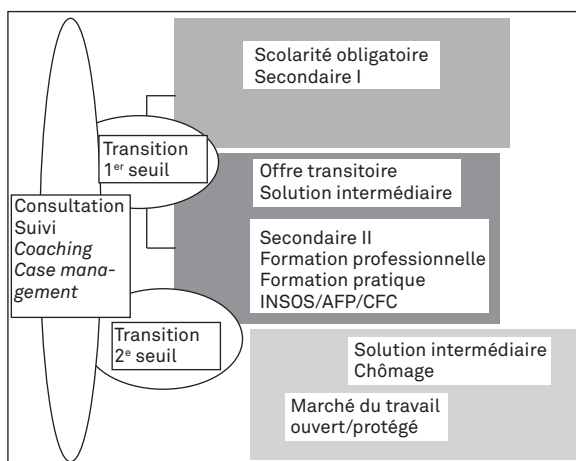 Scolarité obligatoire
Secondaire I
Transition
1er seuil
Offre transitoire
Solution intermédiaire
Consultation
Suivi
Coaching
Case mana-
gement
Secondaire II
Formation professionnelle
Formation pratique
INSOS/AFP/CFC
Transition
2e seuil
Solution intermédiaire
Chômage
Marché du travail
ouvert/protégé